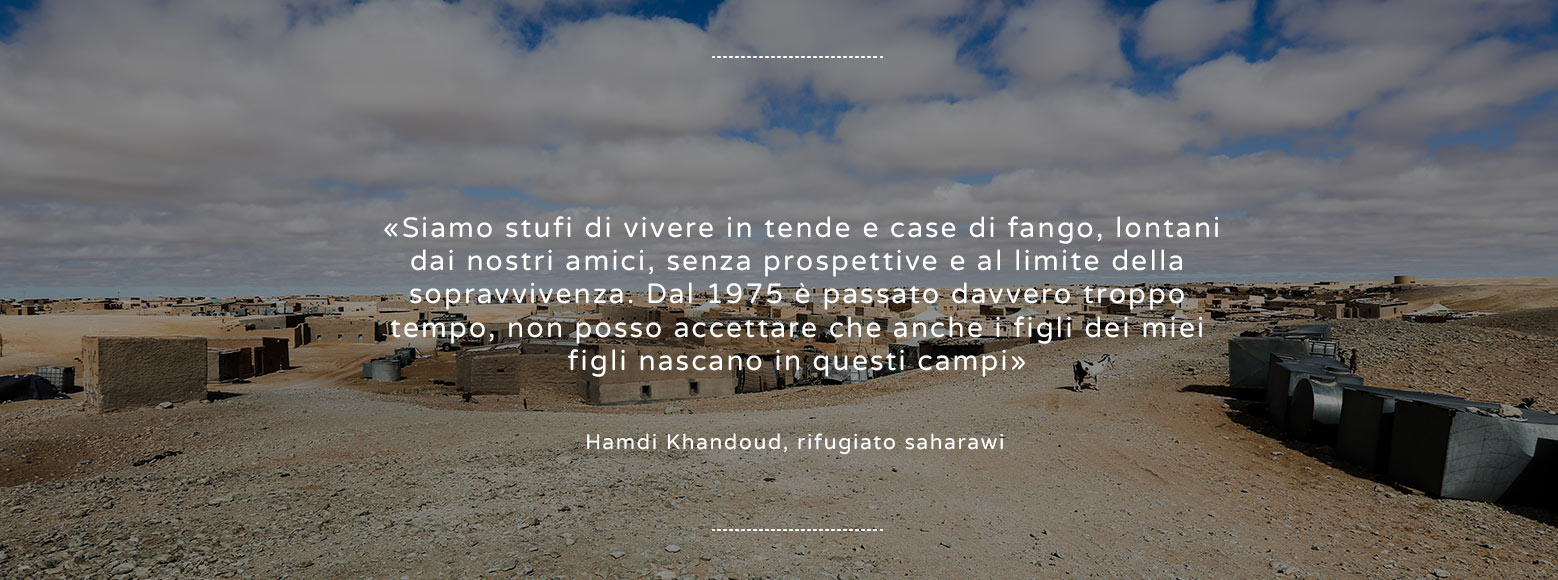 «Siamo stufi di vivere in tende e case di fango, lontani
dai nostri amici, senza prospettive e al limite della
sopravvivenza. Dal 1975 è passato davvero troppo
tempo, non posso accettare che anche i figli dei miei
figli nascano in questi campi»
Hamdi Khandoud, rifugiato saharawi